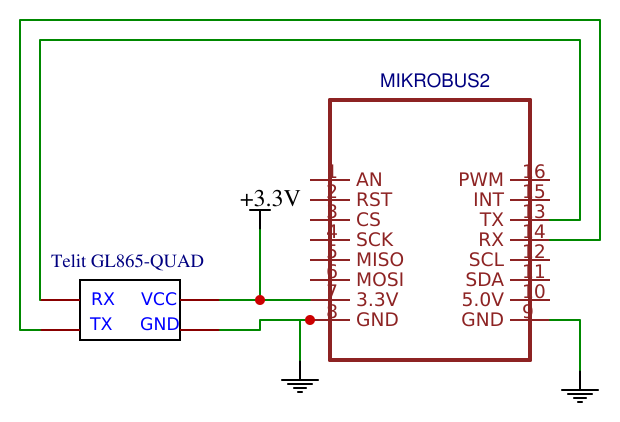 MIKROBUS2
1 AN PWM 16
2 RST INT 15
+3.3V
3 CS TX 13
4 SCK RX 14
5 MISO SCL 12
Telit GL865-QUAD
6 MOSI SDA 11
RX VCC
7 3.3V 5.0V 10
TX GND
8 GND GND 9